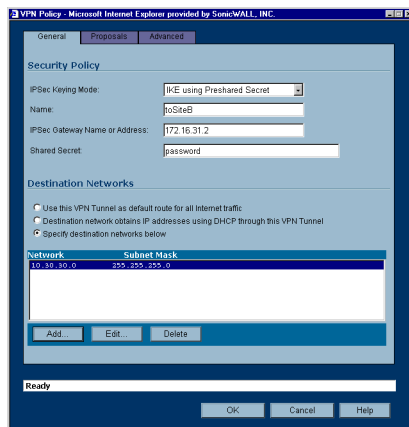 VPN Policy - Microsoft Internet Explorer provided by SonicWALL, INC.
General Proposals Advanced
Security Policy
IPSec Keying Mode: IKE using Preshared Secret
Name: toSiteB
IPSec Gateway Name or Address: 172.16.31.2
Shared Secret: password
Destination Networks
Use this VPN Tunnel as default route for all Internet traffic
Destination network obtains IP addresses using DHCP through this VPN Tunnel
Specify destination networks below
Network Subnet Mask
10.30.30.0 255.255.255.0
Add... Edit... Delete
Ready
OK Cancel Help